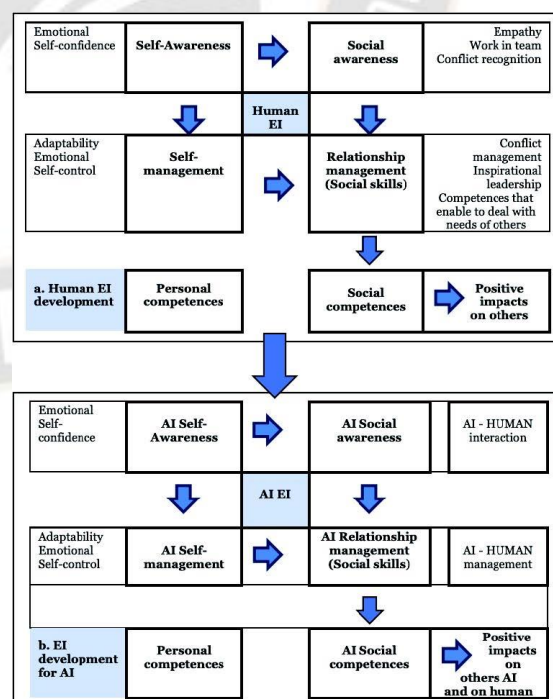 Emotional
Self-confidence
Self-Awareness
Social
awareness
Empathy
Work in team
Conflict recognition
Human
EI
Adaptability
Emotional
Self-control
Self-
management
Relationship
management
(Social skills)
Conflict
management
Inspirational
leadership
Competences that
enable to deal with
needs of others
a. Human EI
development
Personal
competences
Social
competences
Positive
impacts
on others
Emotional
Self-
confidence
AI Self-
Awareness
AI Social
awareness
AI - HUMAN
interaction
AI EI
Adaptability
Emotional
Self-control
AI Self-
management
AI Relationship
management
(Social skills)
AI - HUMAN
management
b. EI
development
for AI
Personal
competences
AI Social
competences
Positive
impacts
on
others AI
and on human